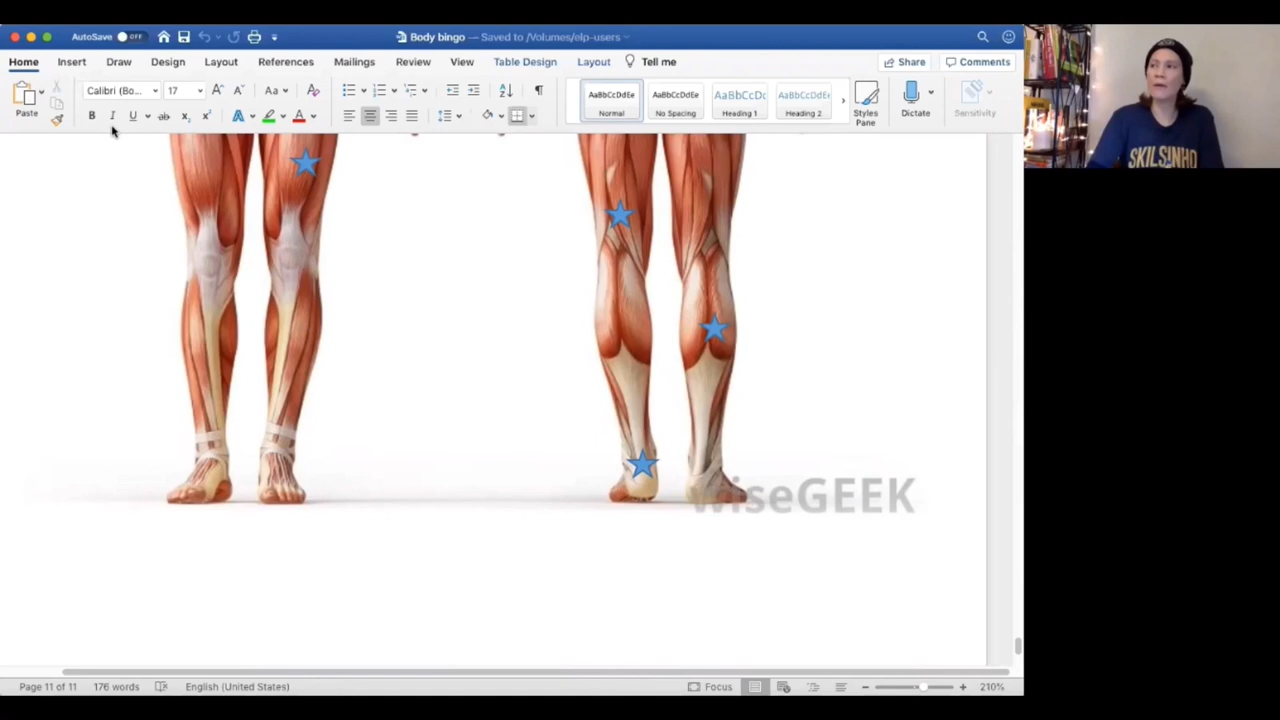 AutoSave OFF
Body bingo — Saved to /Volumes/elp-users
Home Insert Draw Design Layout References Mailings Review View Table Design Layout Tell me Share Comments
Paste
Calibri (Bo... 17
AaBbCcDdEe Normal
AaBbCcDdEe No Spacing
AaBbCcDc Heading 1
AaBbCcDdEe Heading 2
Styles Pane
Dictate
Sensitivity
SKILSINHO
wiseGEEK
Page 11 of 11 176 words English (United States) Focus 210%